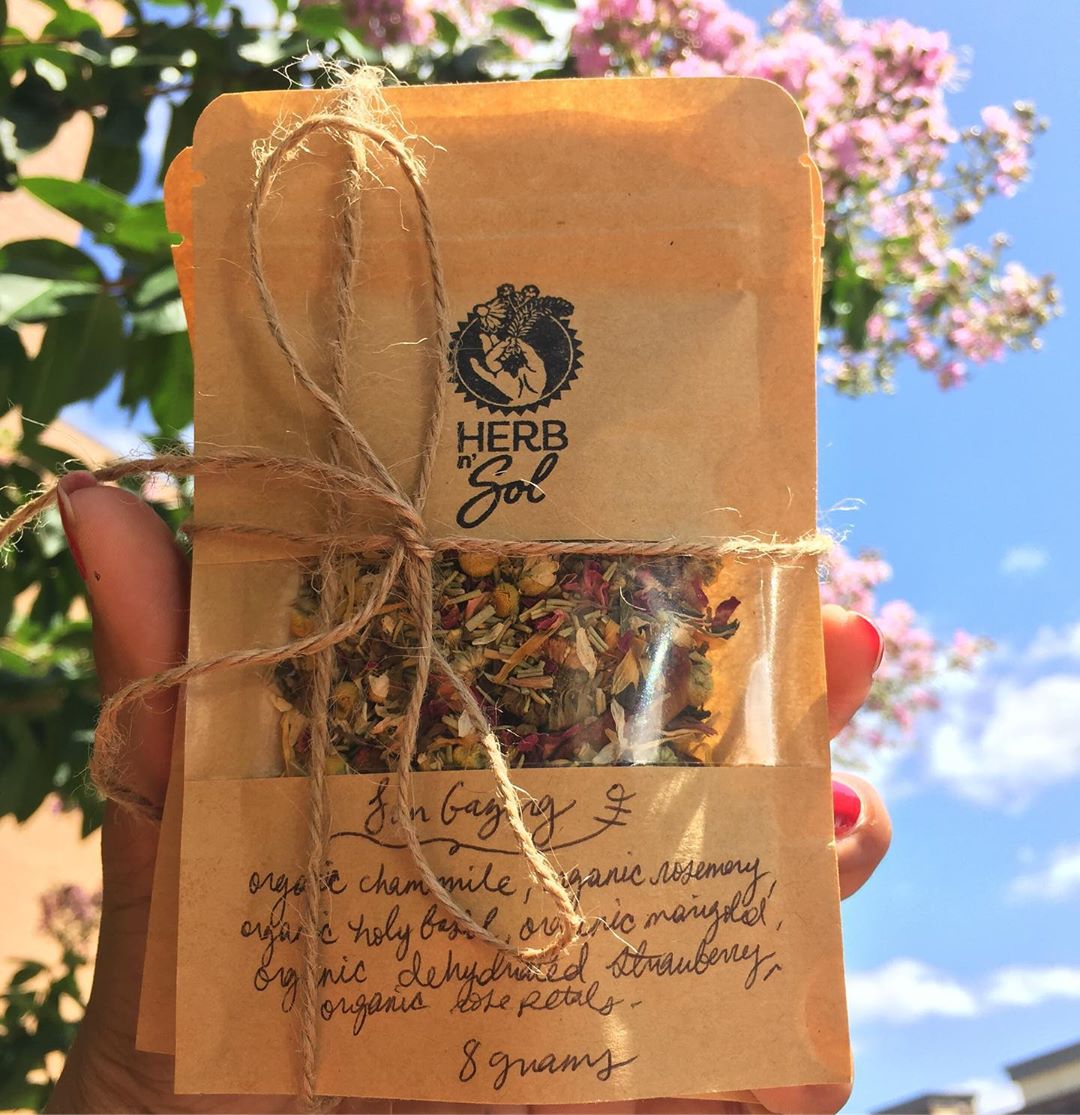 HERB
n'
Sol
Sun Gazing
organic chammile, organic rosemary,
organic holy basil, organic marigold,
organic dehydrated strawberry,
organic rose petals.
8 grams